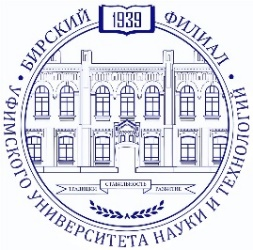 1939
• БИРСКИЙ ФИЛИАЛ •
УФИМСКОГО УНИВЕРСИТЕТА НАУКИ И ТЕХНОЛОГИЙ
ТРАДИЦИИ СТАБИЛЬНОСТЬ РАЗВИТИЕ